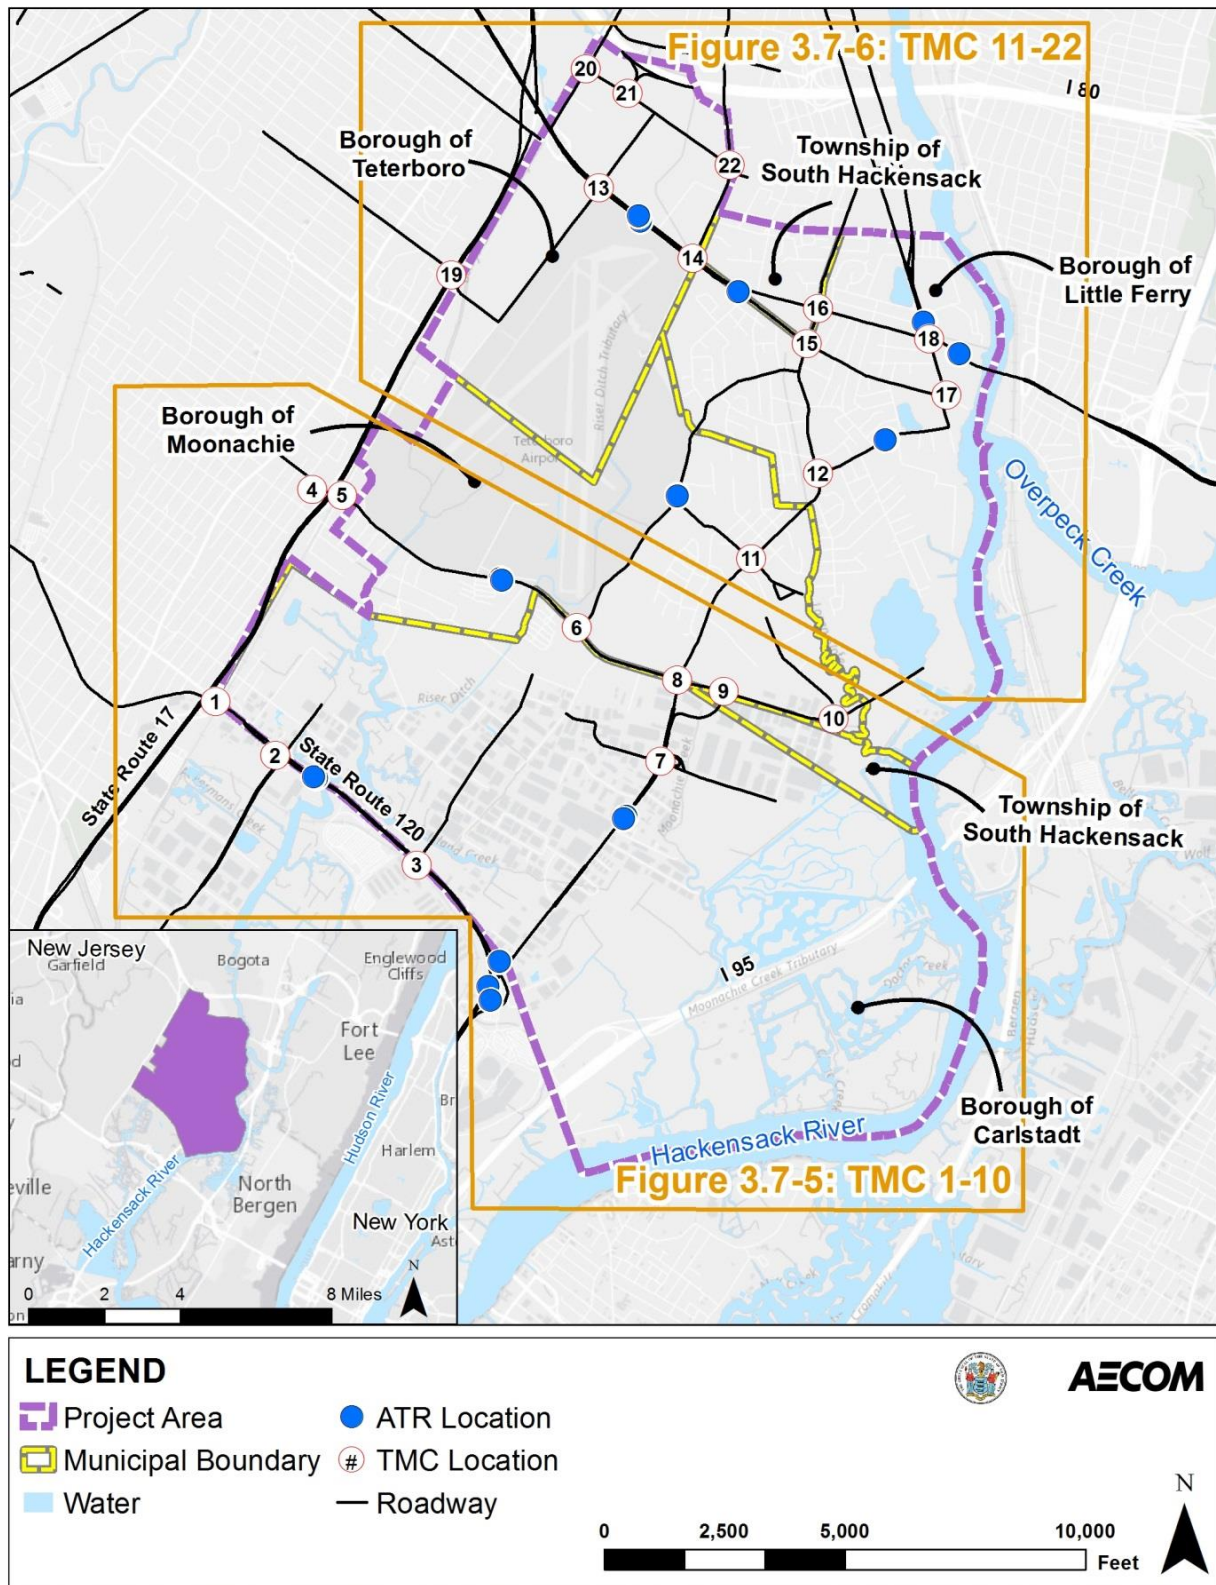 Figure 3.7-6: TMC 11-22
I 80
20
21
Borough of
Teterboro
Township of
South Hackensack
22
13
14
19
Borough of
Little Ferry
16
15
18
17
Riser Ditch Tributary
Borough of
Moonachie
Teterboro
Airport
4
5
12
Overpeck Creek
11
6
8
9
10
Riser Ditch
1
2
State Route 17
State Route 120
7
Moonachie Creek
3
Township of
South Hackensack
I 95
Moonachie Creek Tributary
Doctor Creek
Bergen
Hudson
Borough of
Carlstadt
Hackensack River
Figure 3.7-5: TMC 1-10
New Jersey
Garfield
Bogota
Englewood
Cliffs
Fort
Lee
Hudson River
Harlem
Hackensack River
North
Bergen
New York
N
0 2 4 8 Miles
LEGEND
Project Area
Municipal Boundary
Water
ATR Location
# TMC Location
Roadway
AECOM
N
0 2,500 5,000 10,000
Feet